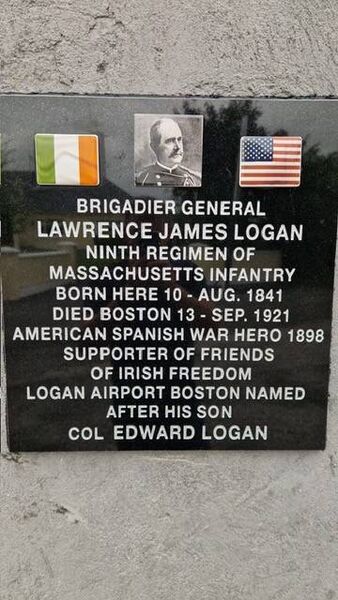 BRIGADIER GENERAL
LAWRENCE JAMES LOGAN
NINTH REGIMEN OF
MASSACHUSETTS INFANTRY
BORN HERE 10 - AUG. 1841
DIED BOSTON 13 - SEP. 1921
AMERICAN SPANISH WAR HERO 1898
SUPPORTER OF FRIENDS
OF IRISH FREEDOM
LOGAN AIRPORT BOSTON NAMED
AFTER HIS SON
COL EDWARD LOGAN